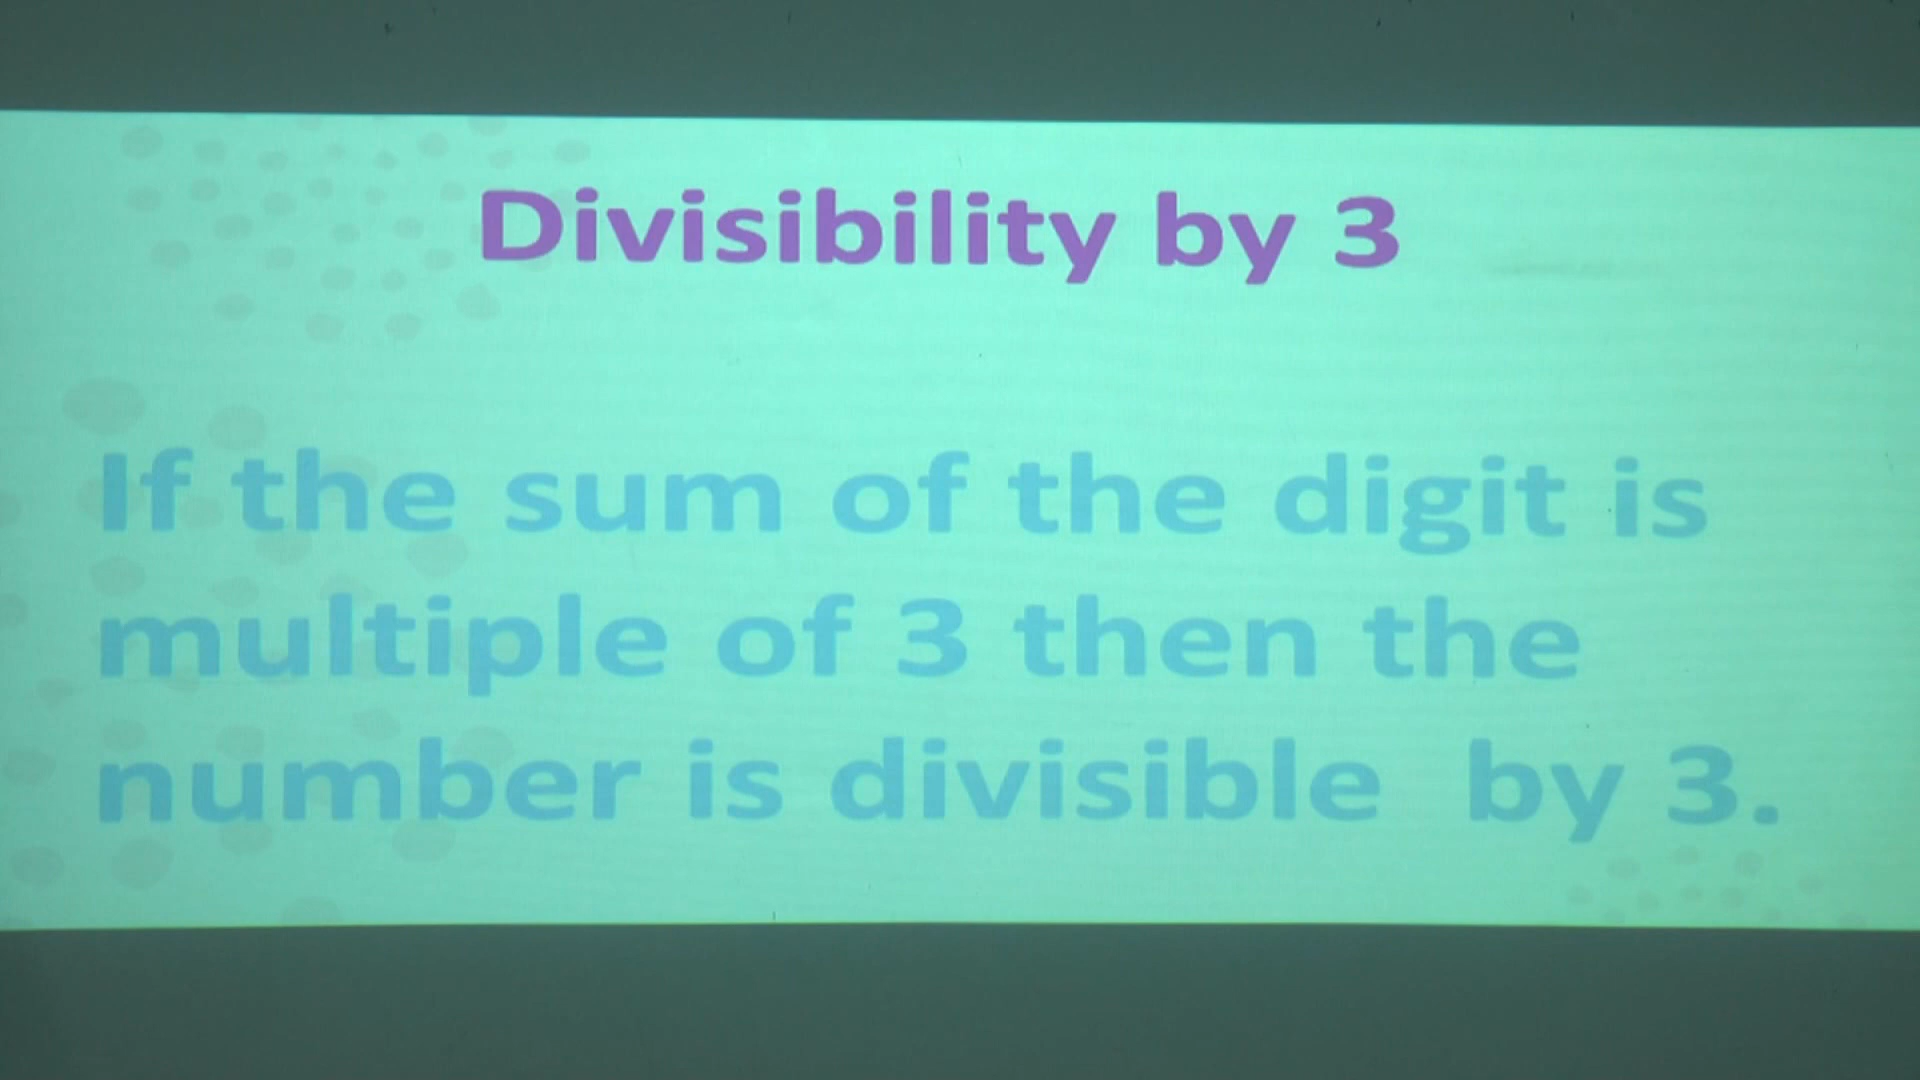 Divisibility by 3
If the sum of the digit is
multiple of 3 then the
number is divisible by 3.